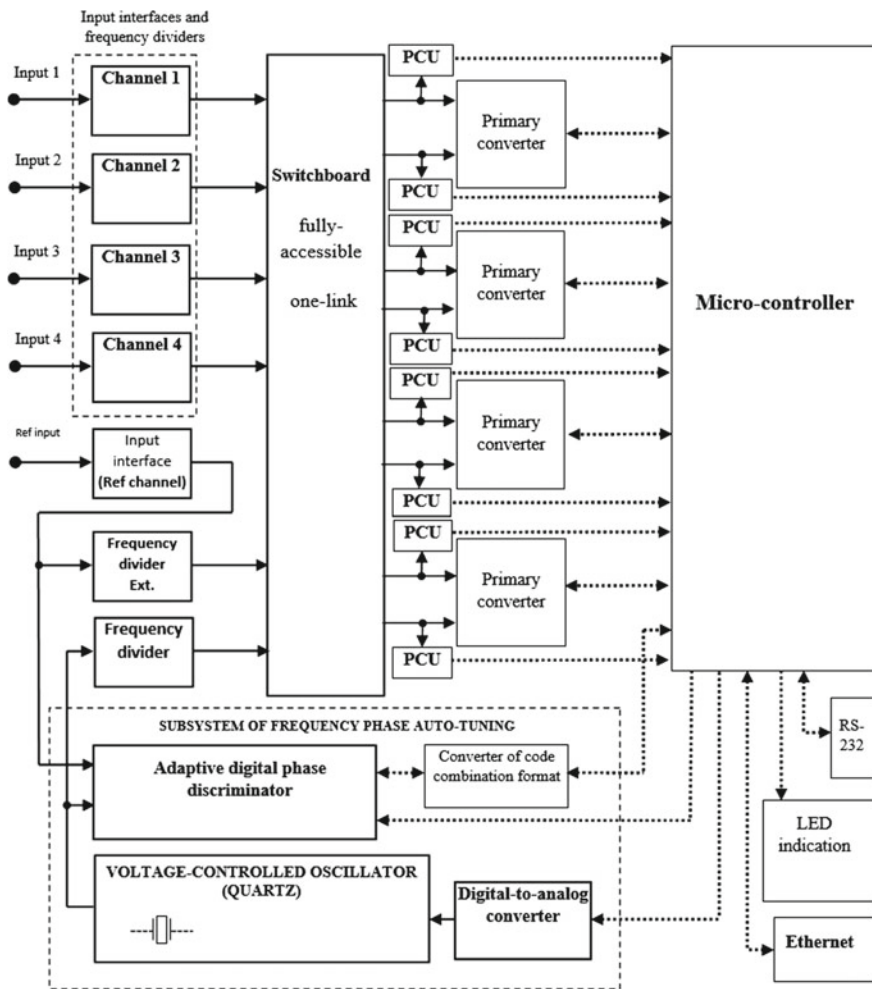 Input interfaces and
frequency dividers
Input 1
Channel 1
Input 2
Channel 2
Input 3
Channel 3
Input 4
Channel 4
Ref input
Input
interface
(Ref channel)
Frequency
divider
Ext.
Frequency
divider
Switchboard
fully-
accessible
one-link
PCU
Primary
converter
PCU
PCU
Primary
converter
PCU
PCU
Primary
converter
PCU
PCU
Primary
converter
PCU
Micro-controller
SUBSYSTEM OF FREQUENCY PHASE AUTO-TUNING
Adaptive digital phase
discriminator
Converter of code
combination format
VOLTAGE-CONTROLLED OSCILLATOR
(QUARTZ)
Digital-to-analog
converter
RS-
232
LED
indication
Ethernet